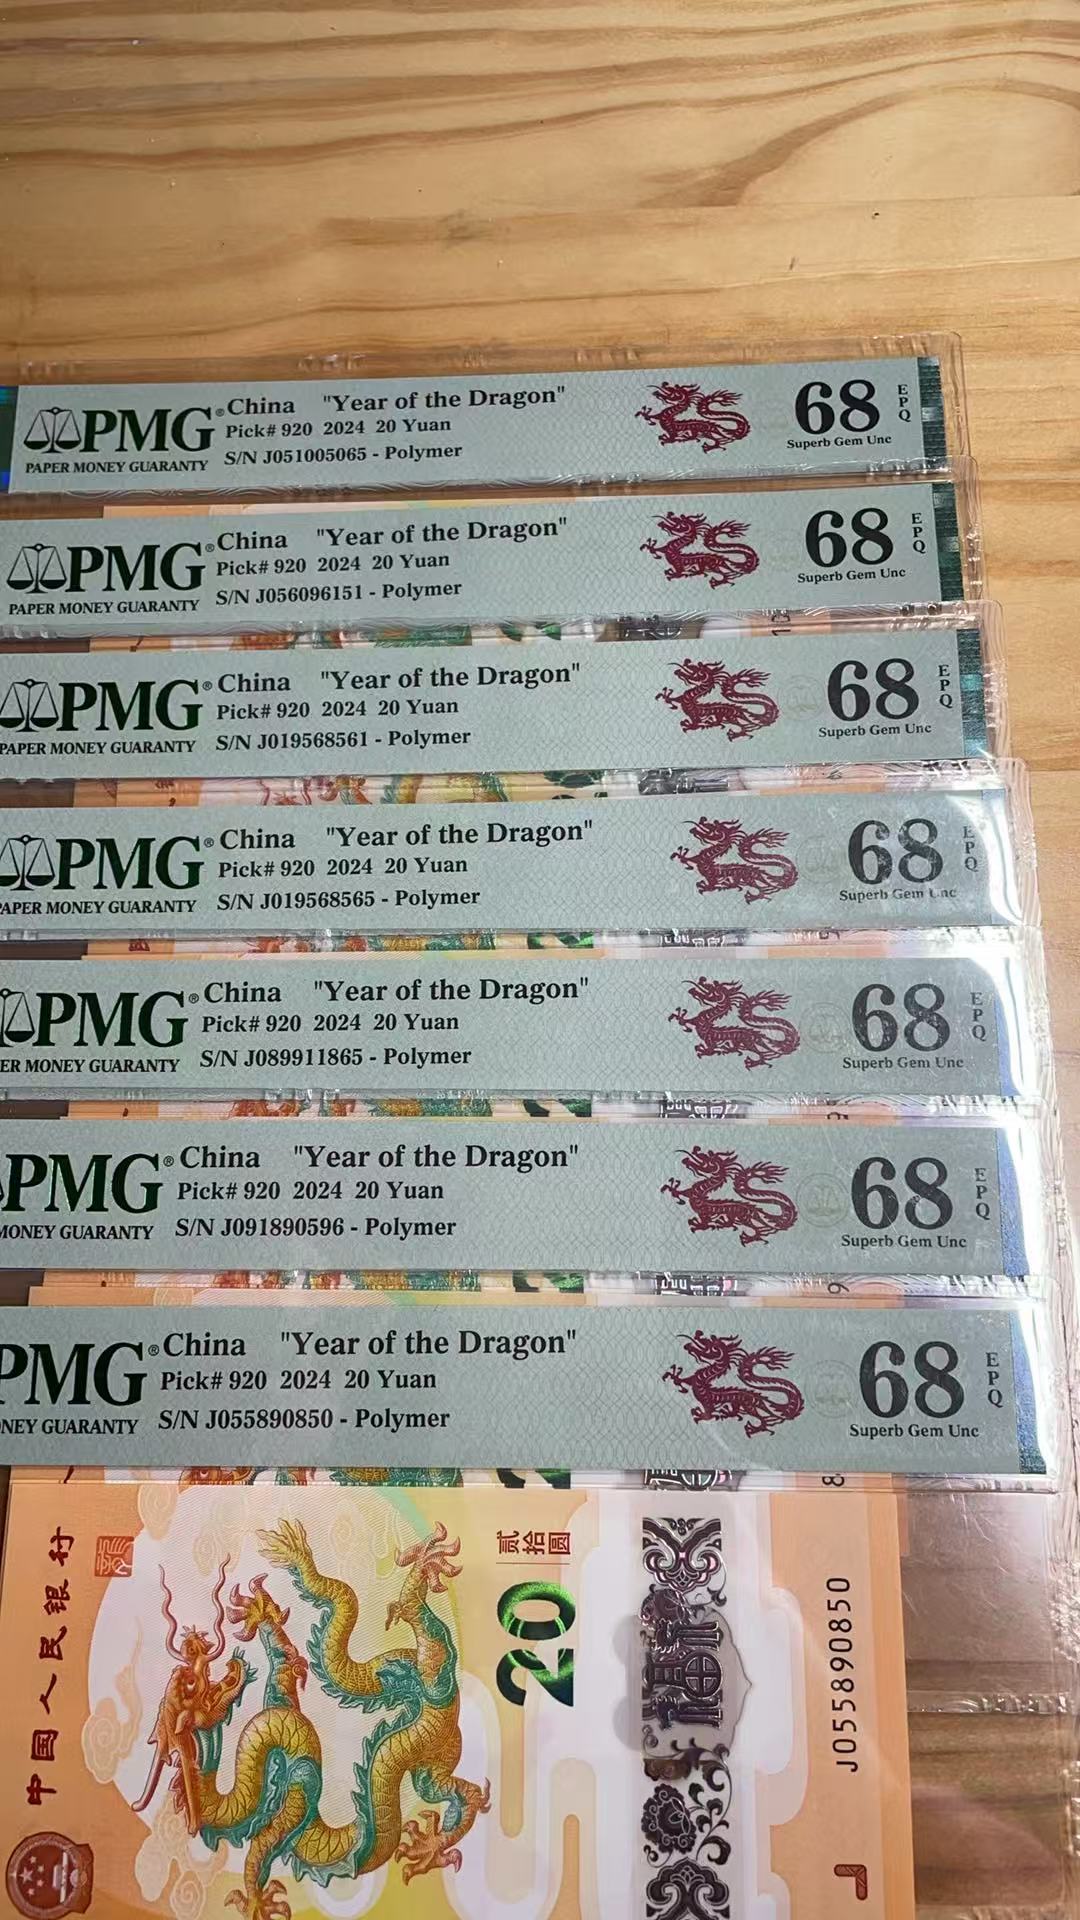 PMG® China "Year of the Dragon" 68 EPQ
Pick# 920 2024 20 Yuan Superb Gem Unc
PAPER MONEY GUARANTY S/N J051005065 - Polymer
PMG® China "Year of the Dragon" 68 EPQ
Pick# 920 2024 20 Yuan Superb Gem Unc
PAPER MONEY GUARANTY S/N J056096151 - Polymer
PMG® China "Year of the Dragon" 68 EPQ
Pick# 920 2024 20 Yuan Superb Gem Unc
PAPER MONEY GUARANTY S/N J019568561 - Polymer
PMG® China "Year of the Dragon" 68 EPQ
Pick# 920 2024 20 Yuan Superb Gem Unc
PAPER MONEY GUARANTY S/N J019568565 - Polymer
PMG® China "Year of the Dragon" 68 EPQ
Pick# 920 2024 20 Yuan Superb Gem Unc
ER MONEY GUARANTY S/N J089911865 - Polymer
PMG® China "Year of the Dragon" 68 EPQ
Pick# 920 2024 20 Yuan Superb Gem Unc
MONEY GUARANTY S/N J091890596 - Polymer
PMG® China "Year of the Dragon" 68 EPQ
Pick# 920 2024 20 Yuan Superb Gem Unc
NEY GUARANTY S/N J055890850 - Polymer
中国人民银行
贰拾圆
20
J055890850